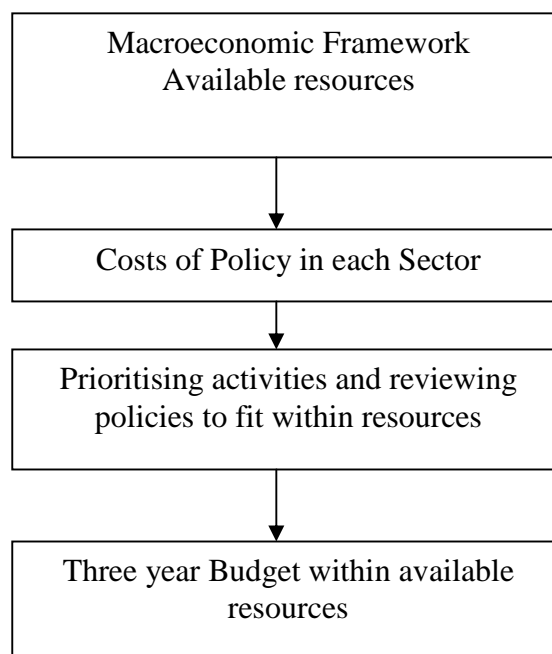 Macroeconomic Framework
Available resources
Costs of Policy in each Sector
Prioritising activities and reviewing
policies to fit within resources
Three year Budget within available
resources